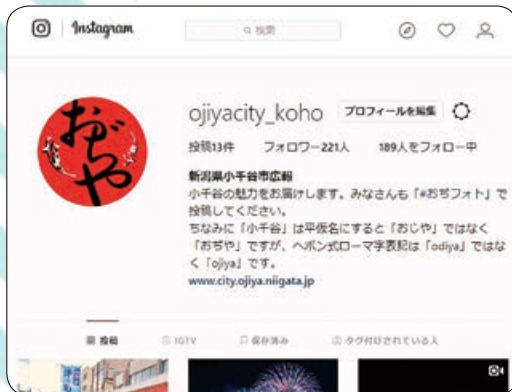 Instagram
検索
おぢや
ojiyacity_koho プロフィールを編集
投稿13件 フォロワー221人 189人をフォロー中
新潟県小千谷市広報
小千谷の魅力をお届けします。みなさんも「#おぢフォト」で
投稿してください。
ちなみに「小千谷」は平仮名にすると「おじや」ではなく
「おぢや」ですが、ヘボン式ローマ字表記は「odiya」ではな
く「ojiya」です。
www.city.ojiya.niigata.jp
投稿 IGTV 保存済み タグ付けされている人